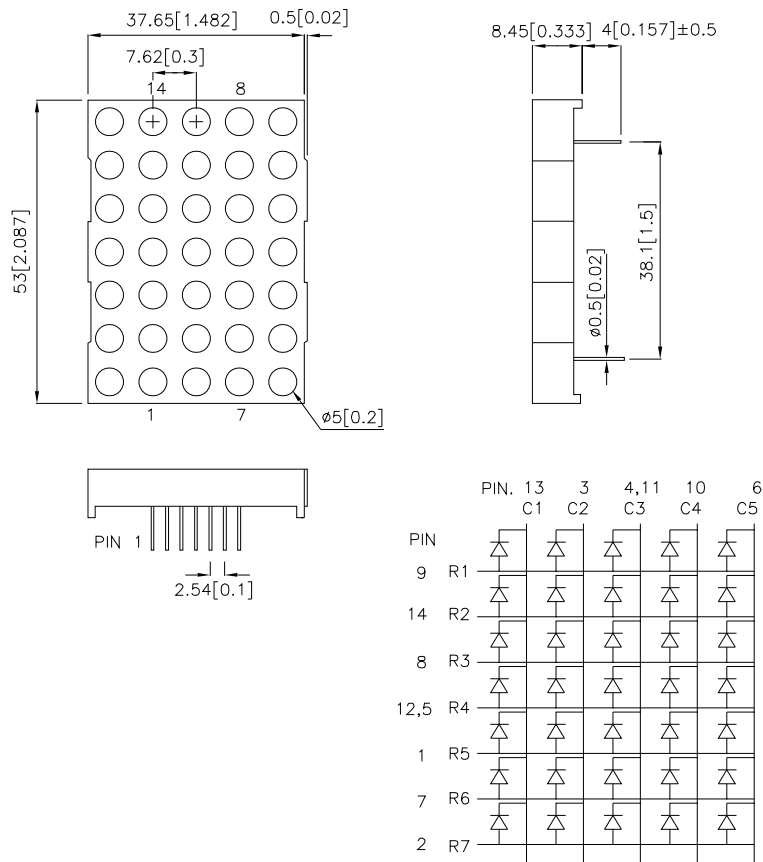 37.65[1.482]
0.5[0.02]
7.62[0.3]
14
8
53[2.087]
1
7
ø5[0.2]
8.45[0.333]
4[0.157]±0.5
38.1[1.5]
ø0.5[0.02]
PIN 1
2.54[0.1]
PIN. 13 3 4,11 10 6
C1 C2 C3 C4 C5
PIN
9 R1
14 R2
8 R3
12,5 R4
1 R5
7 R6
2 R7